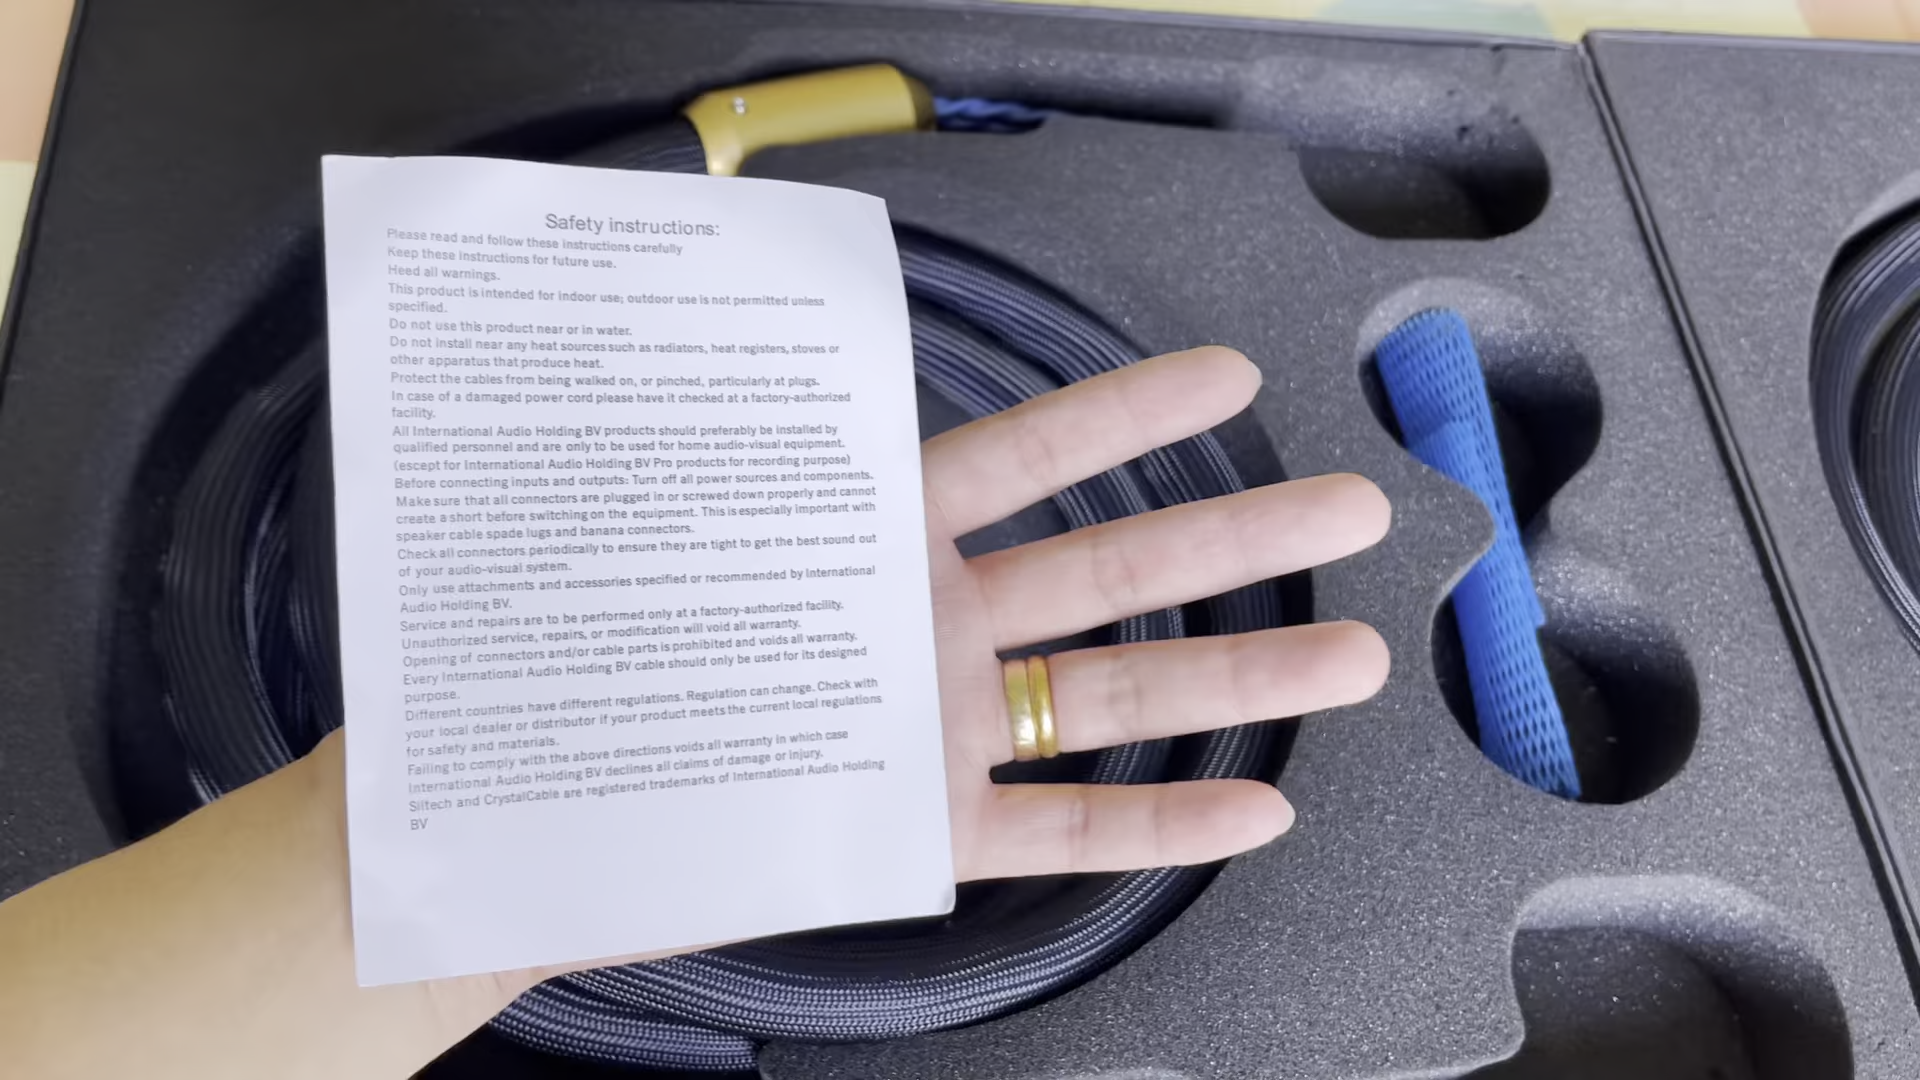 Safety instructions:
Please read and follow these instructions carefully
Keep these instructions for future use.
Heed all warnings.
This product is intended for indoor use; outdoor use is not permitted unless
specified.
Do not use this product near or in water.
Do not install near any heat sources such as radiators, heat registers, stoves or
other apparatus that produce heat.
Protect the cables from being walked on, or pinched, particularly at plugs.
In case of a damaged power cord please have it checked at a factory-authorized
facility.
All International Audio Holding BV products should preferably be installed by
qualified personnel and are only to be used for home audio-visual equipment.
(escept for International Audio Holding BV Pro products for recording purpose)
Before connecting inputs and outputs: Turn off all power sources and components.
Make sure that all connectors are plugged in or screwed down properly and cannot
create a short before switching on the equipment. This is especially important with
speaker cable spade lugs and banana connectors.
Check all connectors periodically to ensure they are tight to get the best sound out
of your audio-visual system.
Only use attachments and accessories specified or recommended by International
Audio Holding BV.
Service and repairs are to be performed only at a factory-authorized facility.
Unauthorized service, repairs, or modification will void all warranty.
Opening of connectors and/or cable parts is prohibited and voids all warranty.
Every International Audio Holding BV cable should only be used for its designed
purpose.
Different countries have different regulations. Regulation can change. Check with
your local dealer or distributor if your product meets the current local regulations
for safety and materials.
Failing to comply with the above directions voids all warranty in which case
International Audio Holding BV declines all claims of damage or injury.
Siltech and CrystalCable are registered trademarks of International Audio Holding
BV